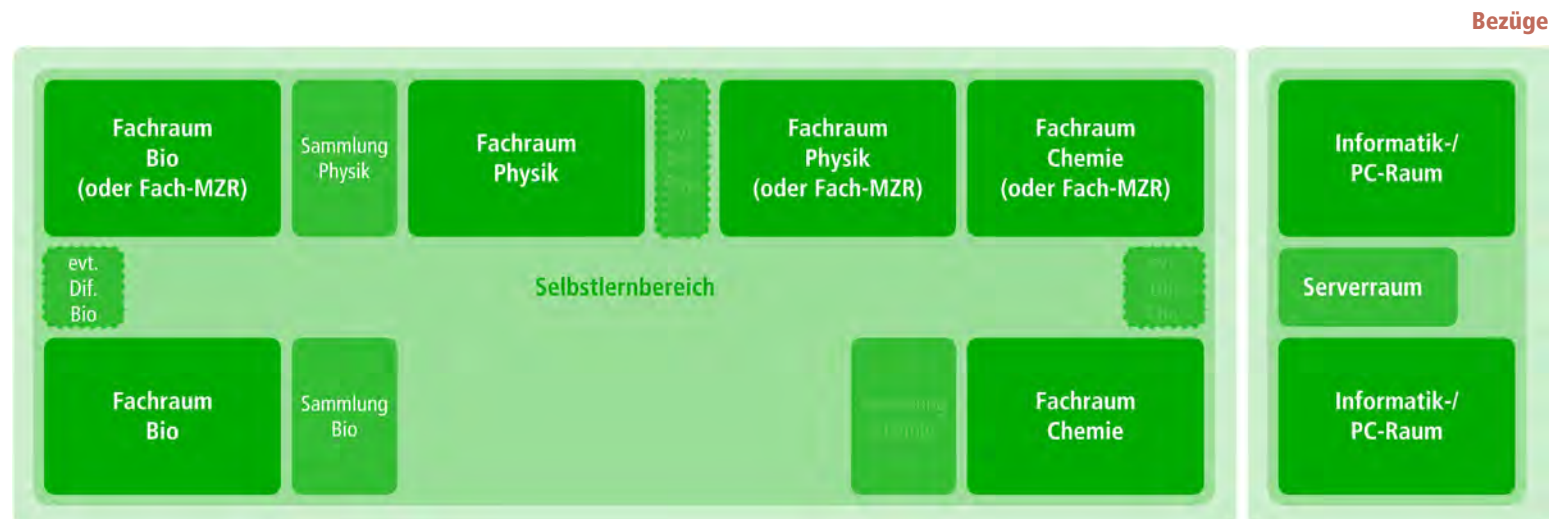 Bezüge
Fachraum
Bio
(oder Fach-MZR)
Sammlung
Physik
Fachraum
Physik
Fachraum
Physik
(oder Fach-MZR)
Fachraum
Chemie
(oder Fach-MZR)
Informatik-/
PC-Raum
evt.
Dif.
Bio
Selbstlernbereich
Serverraum
Fachraum
Bio
Sammlung
Bio
Fachraum
Chemie
Informatik-/
PC-Raum